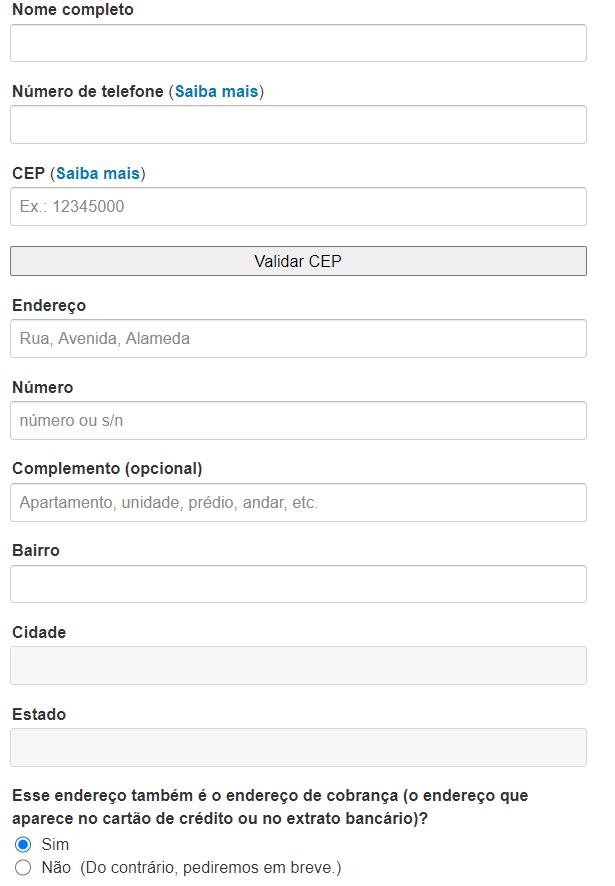 Nome completo
Número de telefone (Saiba mais)
CEP (Saiba mais)
Ex.: 12345000
Validar CEP
Endereço
Rua, Avenida, Alameda
Número
número ou s/n
Complemento (opcional)
Apartamento, unidade, prédio, andar, etc.
Bairro
Cidade
Estado
Esse endereço também é o endereço de cobrança (o endereço que
aparece no cartão de crédito ou no extrato bancário)?
Sim
Não (Do contrário, pediremos em breve.)